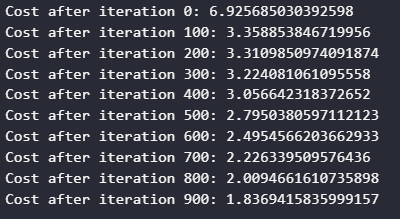 Cost after iteration 0: 6.925685030392598
Cost after iteration 100: 3.358853846719956
Cost after iteration 200: 3.3109850974091874
Cost after iteration 300: 3.224081061095558
Cost after iteration 400: 3.056642318372652
Cost after iteration 500: 2.7950380597112123
Cost after iteration 600: 2.4954566203662933
Cost after iteration 700: 2.226339509576436
Cost after iteration 800: 2.0094661610735898
Cost after iteration 900: 1.8369415835999157